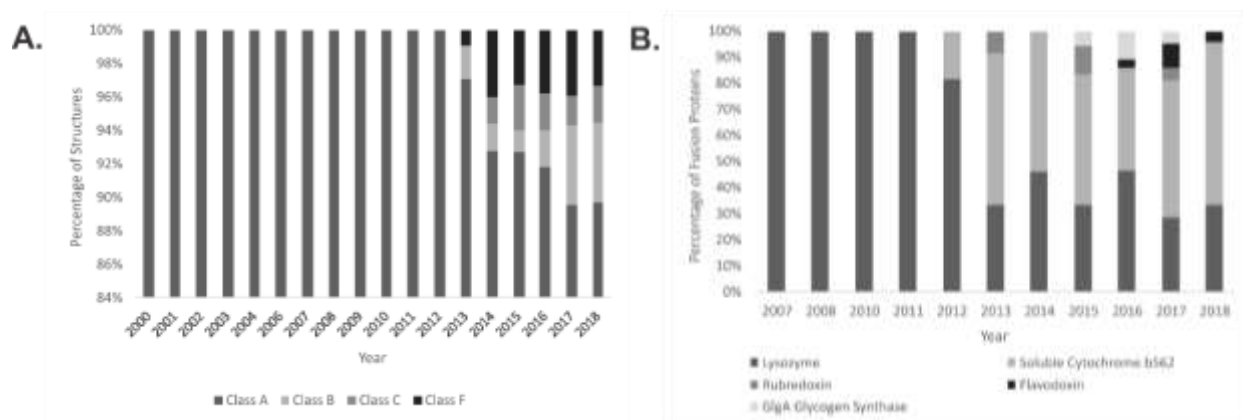 A.
100%
98%
96%
94%
92%
90%
88%
86%
84%
Percentage of Structures
2000 2001 2002 2003 2004 2006 2007 2008 2009 2010 2011 2012 2013 2014 2015 2016 2017 2018
Year
Class A Class B Class C Class F
B.
100%
90%
80%
70%
60%
50%
40%
30%
20%
10%
0%
Percentage of Fusion Proteins
2007 2008 2010 2011 2012 2013 2014 2015 2016 2017 2018
Year
Lysozyme Soluble Cytochrome b562
Rubredoxin Flavodoxin
GlgA Glycogen Synthase